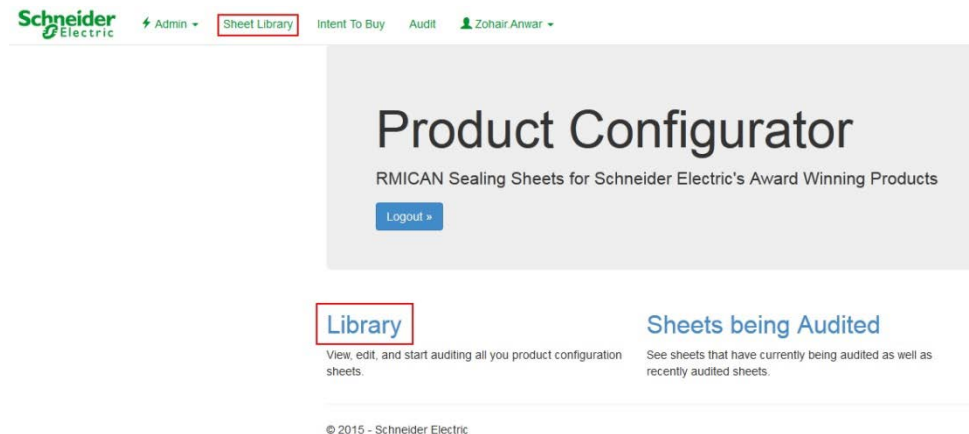 Schneider Electric
Admin Sheet Library Intent To Buy Audit Zohair.Anwar
Product Configurator
RMICAN Sealing Sheets for Schneider Electric's Award Winning Products
Logout »
Library
View, edit, and start auditing all you product configuration
sheets.
Sheets being Audited
See sheets that have currently being audited as well as
recently audited sheets.
© 2015 - Schneider Electric